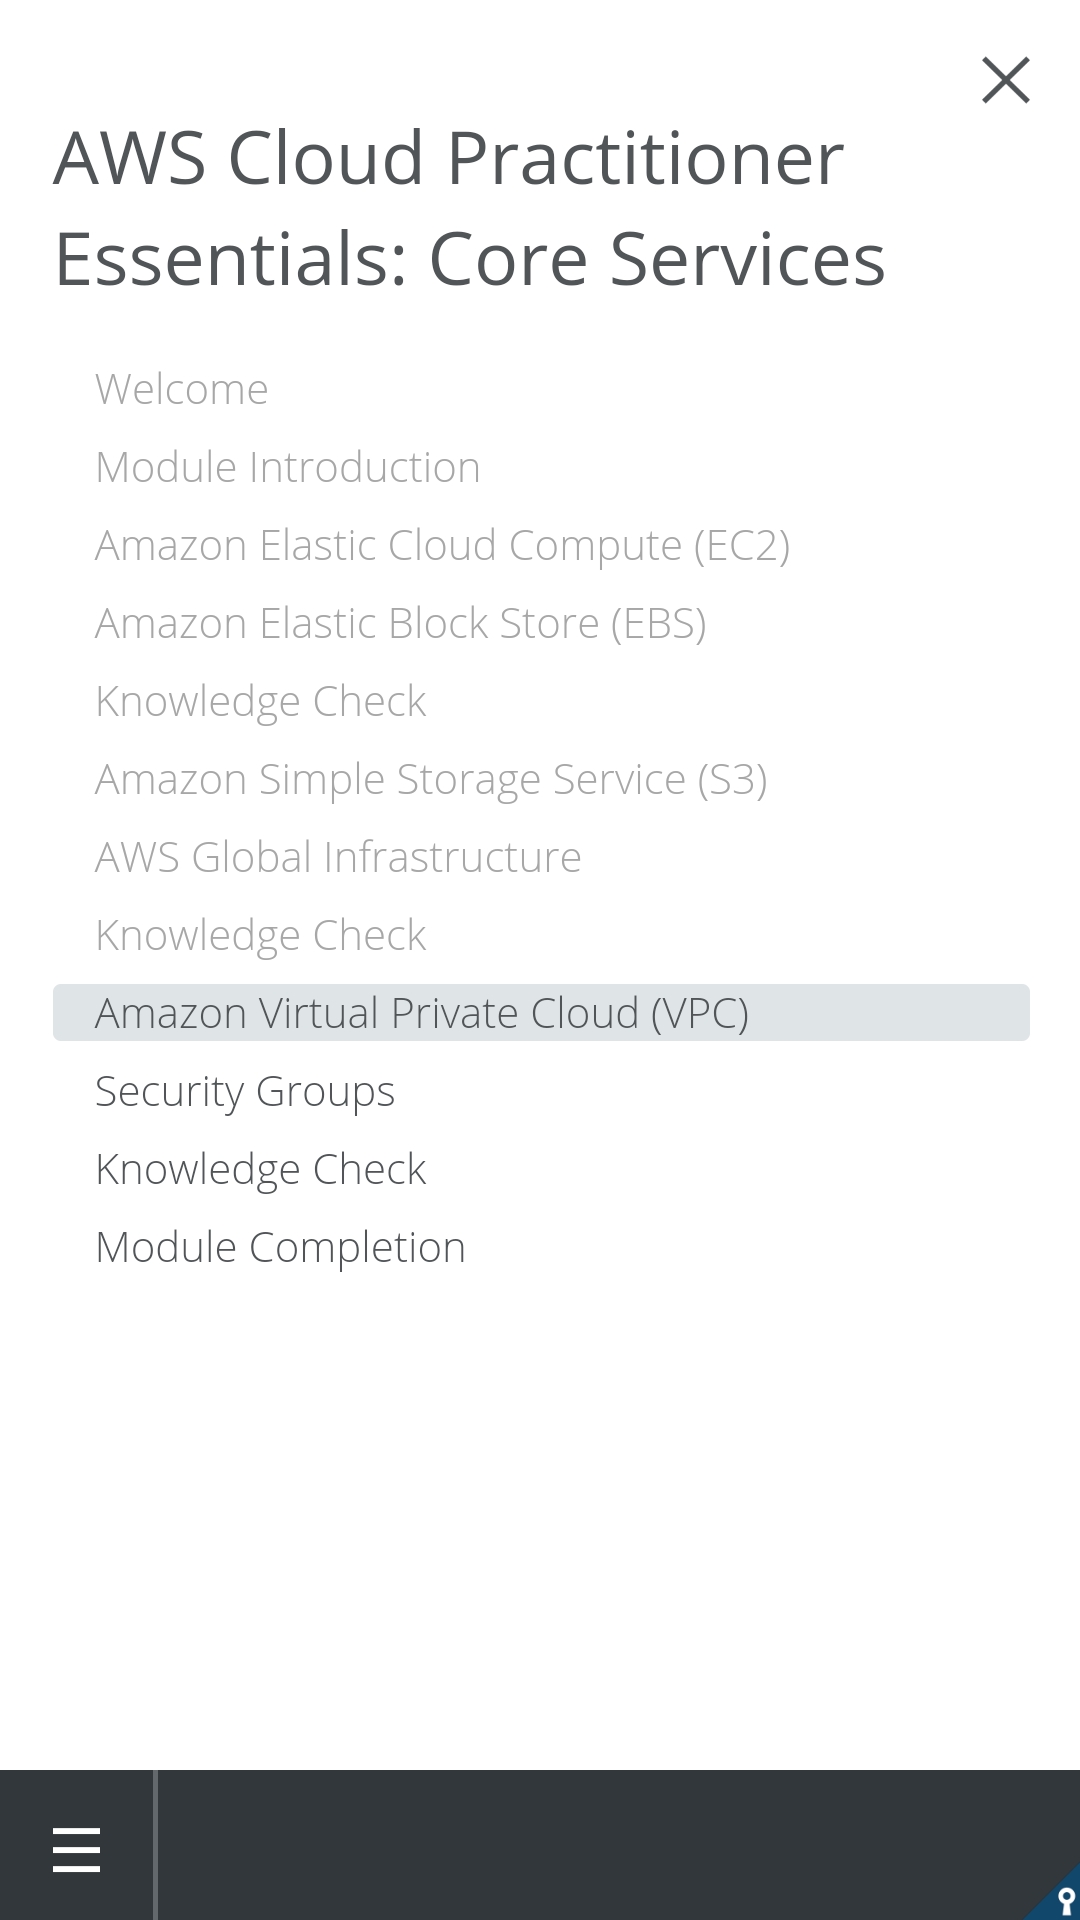 AWS Cloud Practitioner
Essentials: Core Services
Welcome
Module Introduction
Amazon Elastic Cloud Compute (EC2)
Amazon Elastic Block Store (EBS)
Knowledge Check
Amazon Simple Storage Service (S3)
AWS Global Infrastructure
Knowledge Check
Amazon Virtual Private Cloud (VPC)
Security Groups
Knowledge Check
Module Completion